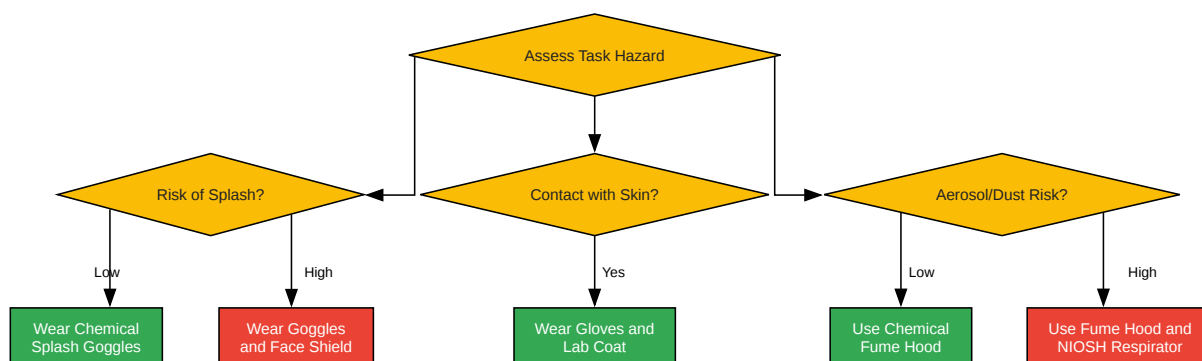 Assess Task Hazard
Risk of Splash?
Contact with Skin?
Aerosol/Dust Risk?
Low
High
Yes
Low
High
Wear Chemical
Splash Goggles
Wear Goggles
and Face Shield
Wear Gloves and
Lab Coat
Use Chemical
Fume Hood
Use Fume Hood and
NIOSH Respirator